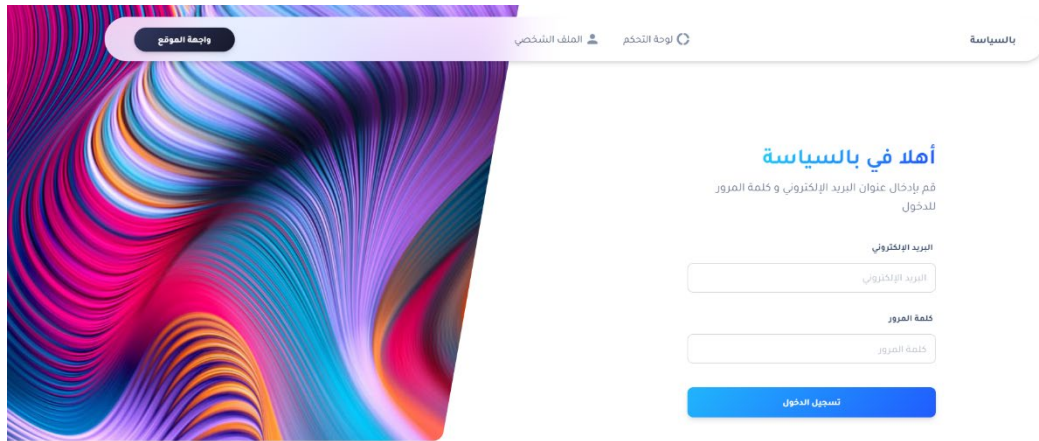 بالسياسة
لوحة التحكم
الملف الشخصي
واجهة الموقع
أهلا في بالسياسة
قم بإدخال عنوان البريد الإلكتروني و كلمة المرور
للدخول
البريد الإلكتروني
البريد الإلكتروني
كلمة المرور
كلمة المرور
تسجيل الدخول